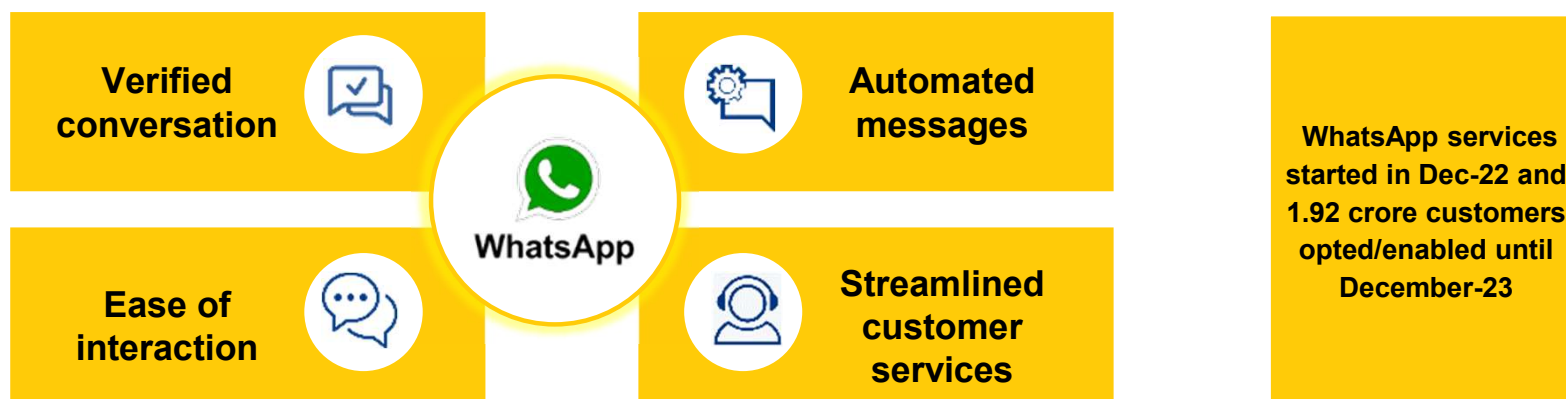 Verified
conversation
Automated
messages
WhatsApp
Ease of
interaction
Streamlined
customer
services
WhatsApp services
started in Dec-22 and
1.92 crore customers
opted/enabled until
December-23